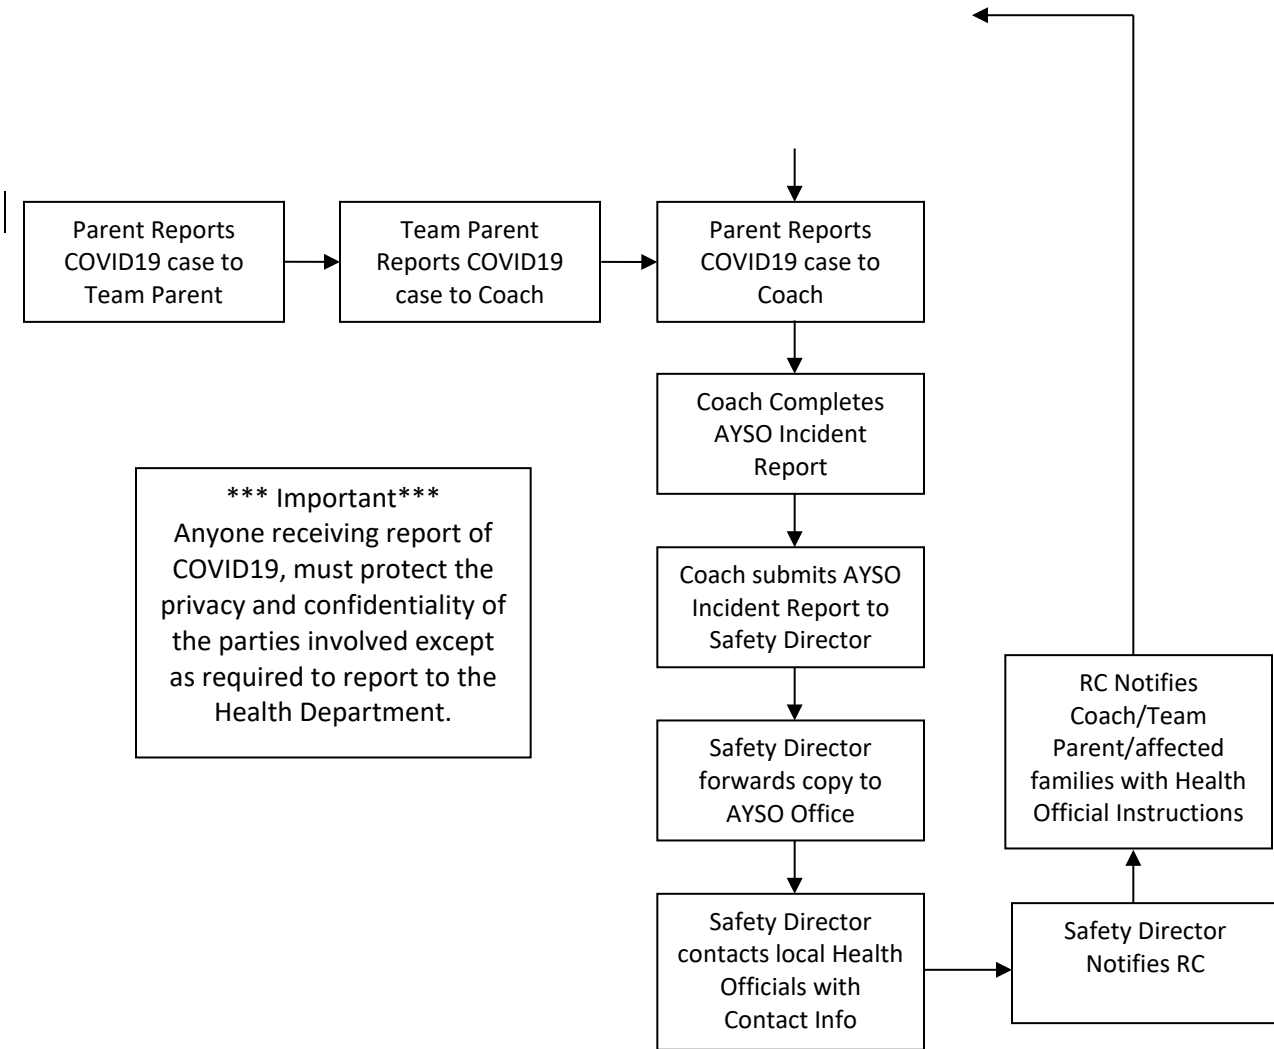 Parent Reports
COVID19 case to
Team Parent
Team Parent
Reports COVID19
case to Coach
Parent Reports
COVID19 case to
Coach
Coach Completes
AYSO Incident
Report
*** Important***
Anyone receiving report of
COVID19, must protect the
privacy and confidentiality of
the parties involved except
as required to report to the
Health Department.
Coach submits AYSO
Incident Report to
Safety Director
Safety Director
forwards copy to
AYSO Office
Safety Director
contacts local Health
Officials with
Contact Info
Safety Director
Notifies RC
RC Notifies
Coach/Team
Parent/affected
families with Health
Official Instructions